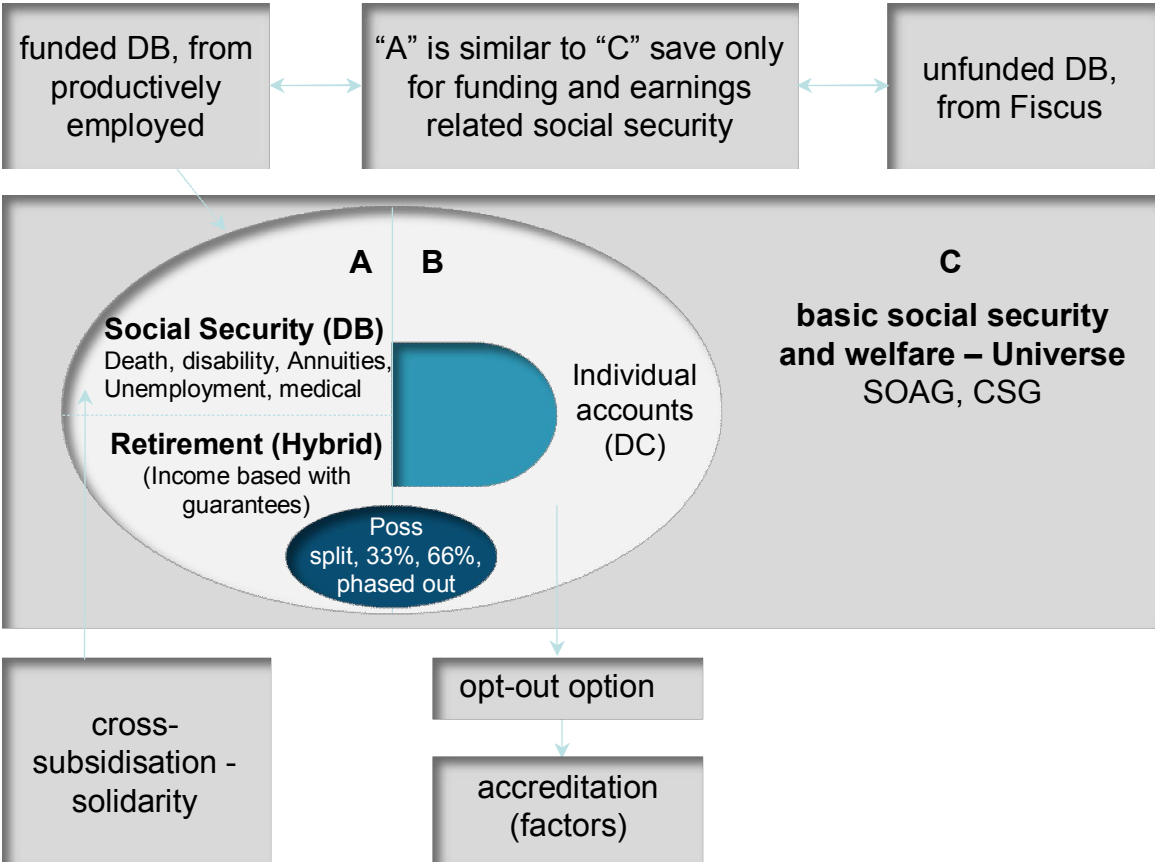 funded DB, from
productively
employed
“A” is similar to “C” save only
for funding and earnings
related social security
unfunded DB,
from Fiscus
A
B
C
Social Security (DB)
Death, disability, Annuities,
Unemployment, medical
Retirement (Hybrid)
(Income based with
guarantees)
Poss
split, 33%, 66%,
phased out
Individual
accounts
(DC)
basic social security
and welfare – Universe
SOAG, CSG
cross-
subsidisation -
solidarity
opt-out option
accreditation
(factors)